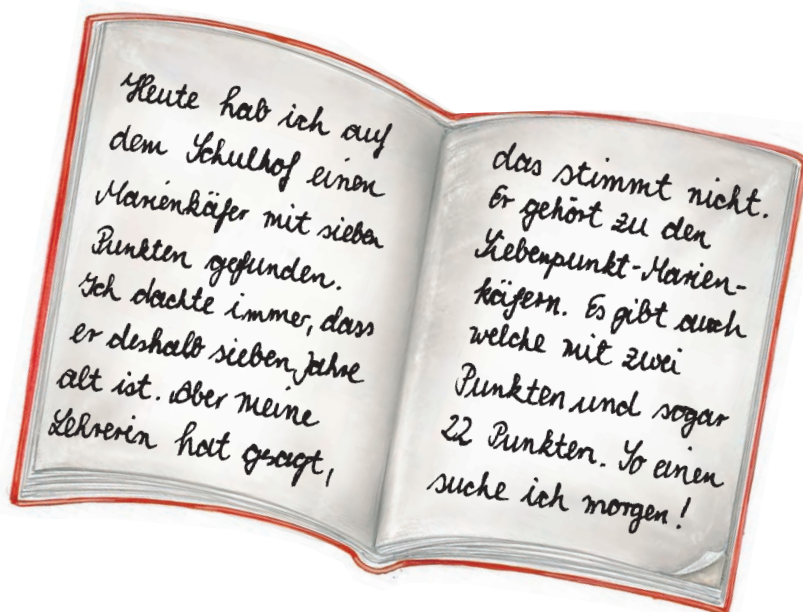 Heute hab ich auf
dem Schulhof einen
Marienkäfer mit sieben
Punkten gefunden.
Ich dachte immer, dass
er deshalb sieben Jahre
alt ist. Aber meine
Lehrerin hat gesagt,
das stimmt nicht.
Er gehört zu den
Siebenpunkt-Marien-
käfern. Es gibt auch
welche mit zwei
Punkten und sogar
22 Punkten. So einen
suche ich morgen!